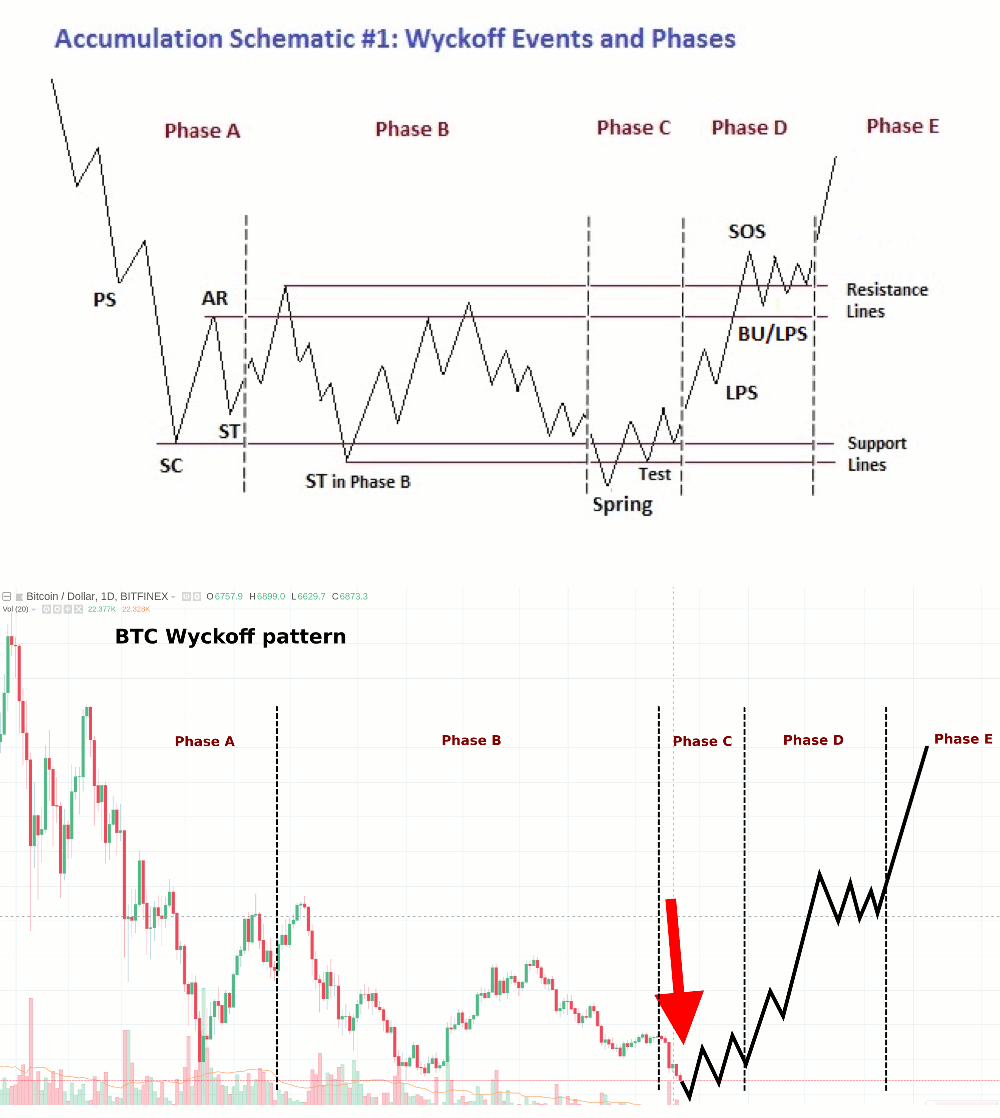 Accumulation Schematic #1: Wyckoff Events and Phases
Phase A Phase B Phase C Phase D Phase E
SOS
PS AR Resistance
Lines
BU/LPS
LPS
ST
SC
Support
Lines
ST in Phase B
Test
Spring
Bitcoin / Dollar, 1D, BITFINEX O6757.9 H6899.0 L6629.7 C6873.3
Vol (20) 22.377K 22.328K
BTC Wyckoff pattern
Phase A Phase B Phase C Phase D Phase E